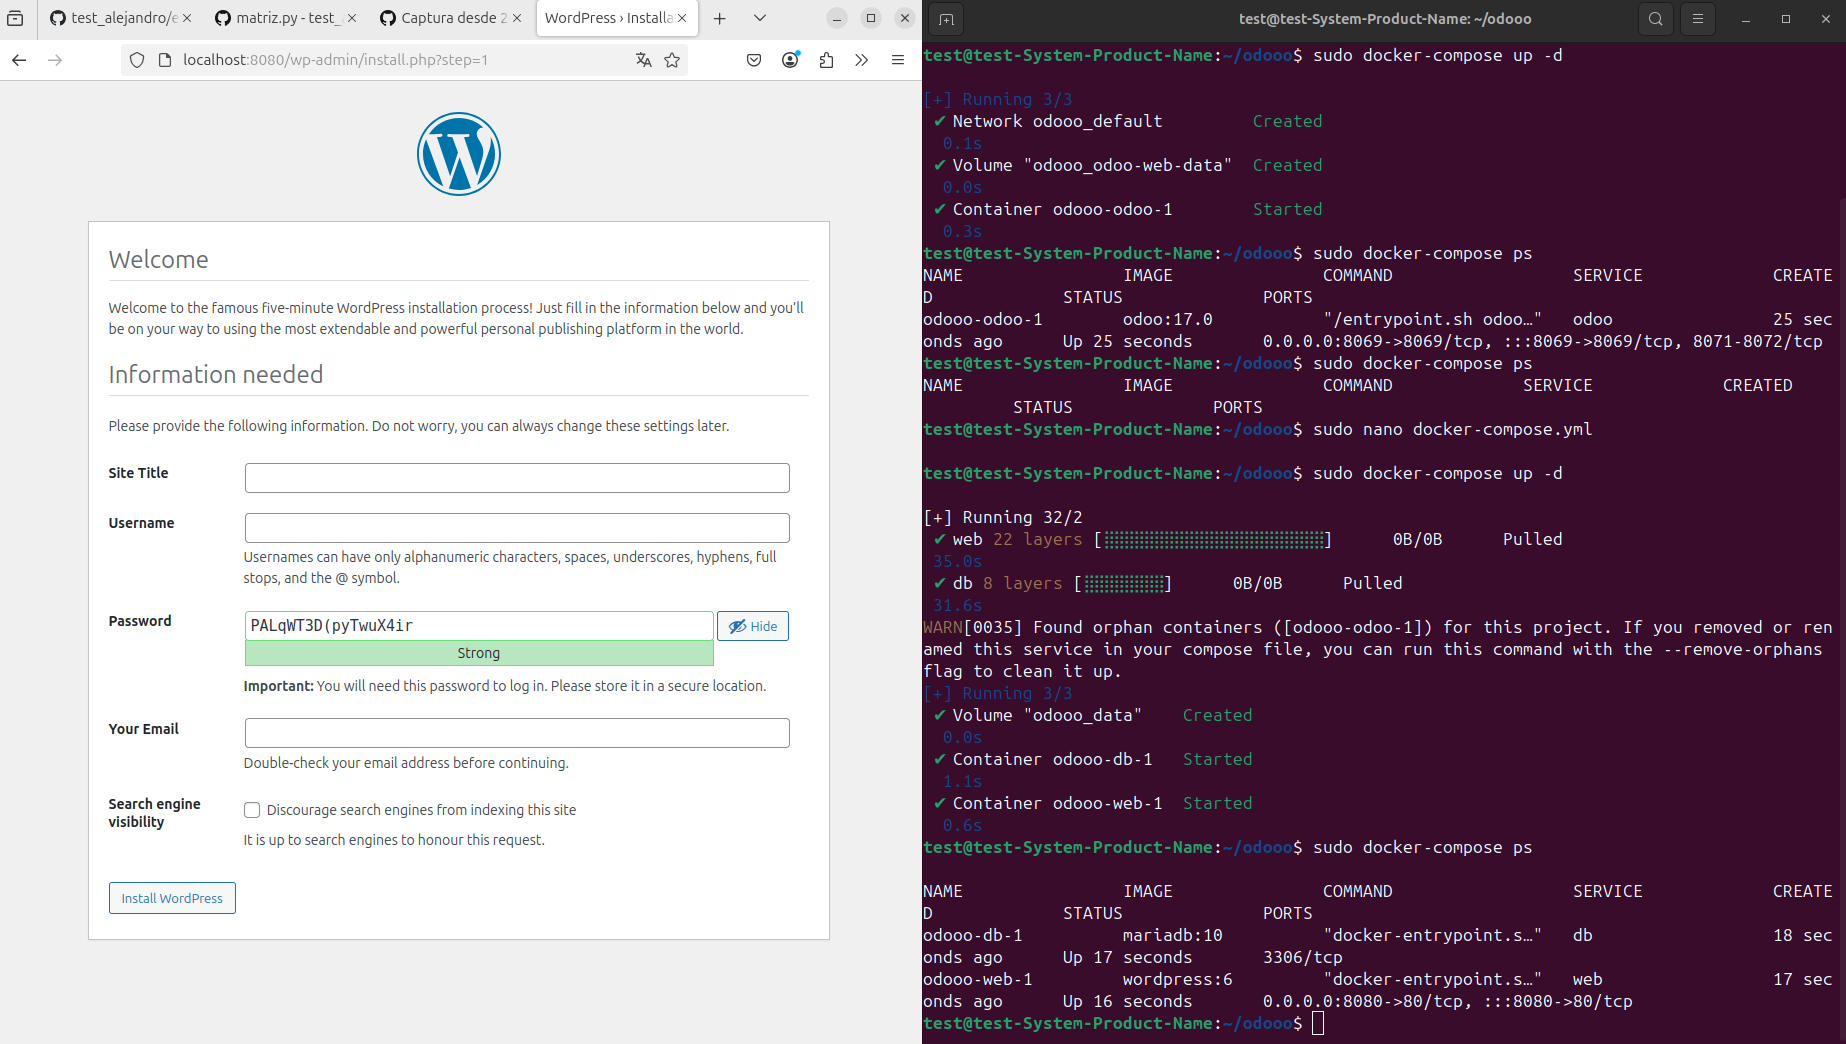 test_alejandro/e
matriz.py - test_
Captura desde 2
WordPress › Installa
localhost:8080/wp-admin/install.php?step=1
Welcome
Welcome to the famous five-minute WordPress installation process! Just fill in the information below and you'll
be on your way to using the most extendable and powerful personal publishing platform in the world.
Information needed
Please provide the following information. Do not worry, you can always change these settings later.
Site Title
Username
Usernames can have only alphanumeric characters, spaces, underscores, hyphens, full
stops, and the @ symbol.
Password
PALqWT3D(pyTwuX4ir
Hide
Strong
Important: You will need this password to log in. Please store it in a secure location.
Your Email
Double-check your email address before continuing.
Search engine
visibility
Discourage search engines from indexing this site
It is up to search engines to honour this request.
Install WordPress
test@test-System-Product-Name: ~/odooo
test@test-System-Product-Name:~/odooo$ sudo docker-compose up -d
[+] Running 3/3
✔ Network odooo_default Created
0.1s
✔ Volume "odooo_odoo-web-data" Created
0.0s
✔ Container odooo-odoo-1 Started
0.3s
test@test-System-Product-Name:~/odooo$ sudo docker-compose ps
NAME IMAGE COMMAND SERVICE CREATE
D STATUS PORTS
odooo-odoo-1 odoo:17.0 "/entrypoint.sh odoo…" odoo 25 sec
onds ago Up 25 seconds 0.0.0.0:8069->8069/tcp, :::8069->8069/tcp, 8071-8072/tcp
test@test-System-Product-Name:~/odooo$ sudo docker-compose ps
NAME IMAGE COMMAND SERVICE CREATED
STATUS PORTS
test@test-System-Product-Name:~/odooo$ sudo nano docker-compose.yml
test@test-System-Product-Name:~/odooo$ sudo docker-compose up -d
[+] Running 32/2
✔ web 22 layers [⣿⣿⣿⣿⣿⣿⣿⣿⣿⣿⣿⣿⣿⣿⣿⣿⣿⣿⣿⣿⣿⣿] 0B/0B Pulled
35.0s
✔ db 8 layers [⣿⣿⣿⣿⣿⣿⣿⣿] 0B/0B Pulled
31.6s
WARN[0035] Found orphan containers ([odooo-odoo-1]) for this project. If you removed or ren
amed this service in your compose file, you can run this command with the --remove-orphans
flag to clean it up.
[+] Running 3/3
✔ Volume "odooo_data" Created
0.0s
✔ Container odooo-db-1 Started
1.1s
✔ Container odooo-web-1 Started
0.6s
test@test-System-Product-Name:~/odooo$ sudo docker-compose ps
NAME IMAGE COMMAND SERVICE CREATE
D STATUS PORTS
odooo-db-1 mariadb:10 "docker-entrypoint.s…" db 18 sec
onds ago Up 17 seconds 3306/tcp
odooo-web-1 wordpress:6 "docker-entrypoint.s…" web 17 sec
onds ago Up 16 seconds 0.0.0.0:8080->80/tcp, :::8080->80/tcp
test@test-System-Product-Name:~/odooo$